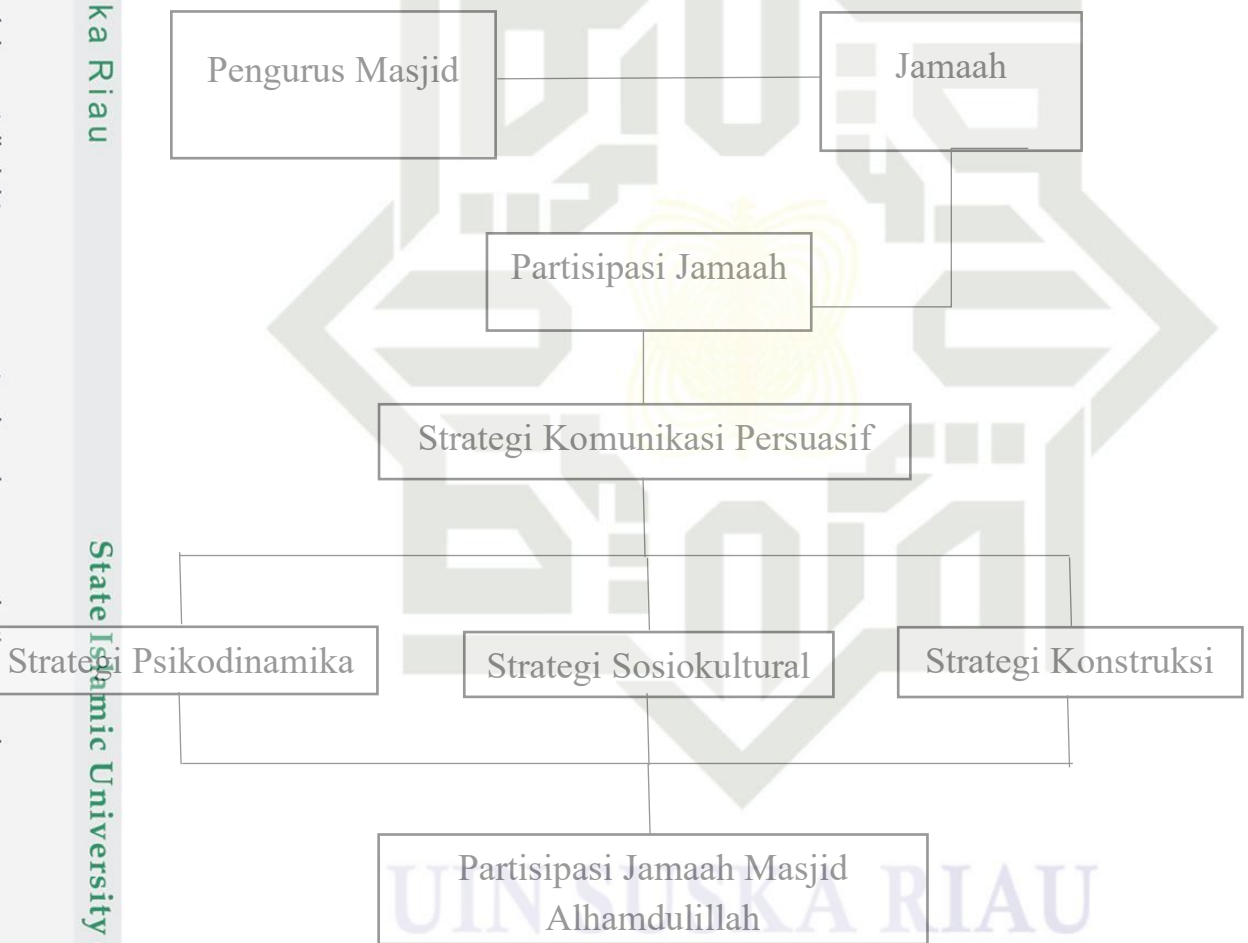 Pengurus Masjid
Jamaah
Partisipasi Jamaah
Strategi Komunikasi Persuasif
Strategi Psikodinamika
Strategi Sosiokultural
Strategi Konstruksi
Partisipasi Jamaah Masjid
Alhamdulillah
UIN SUSKA RIAU
ka Riau
State Islamic University